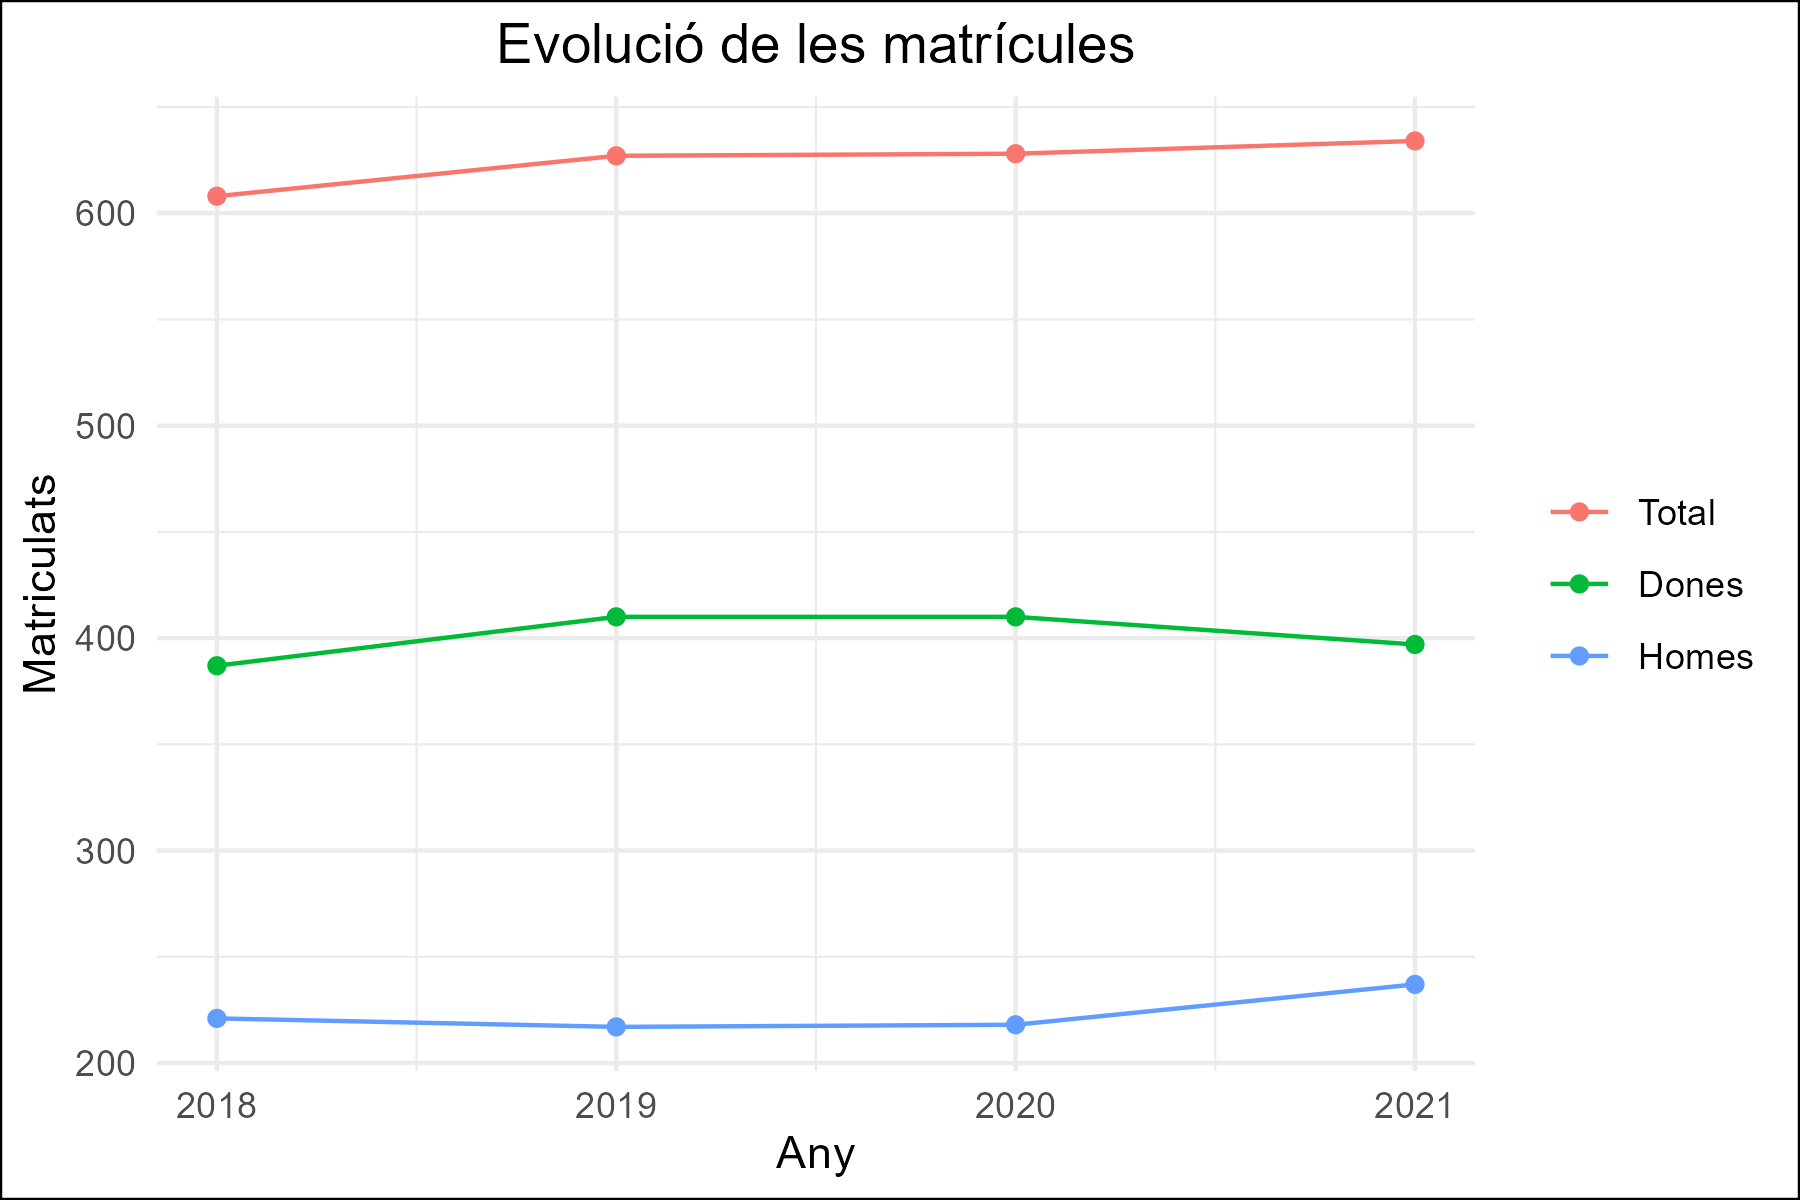 Evolució de les matrícules
600
500
400
300
200
Matriculats
2018 2019 2020 2021
Any
Total
Dones
Homes